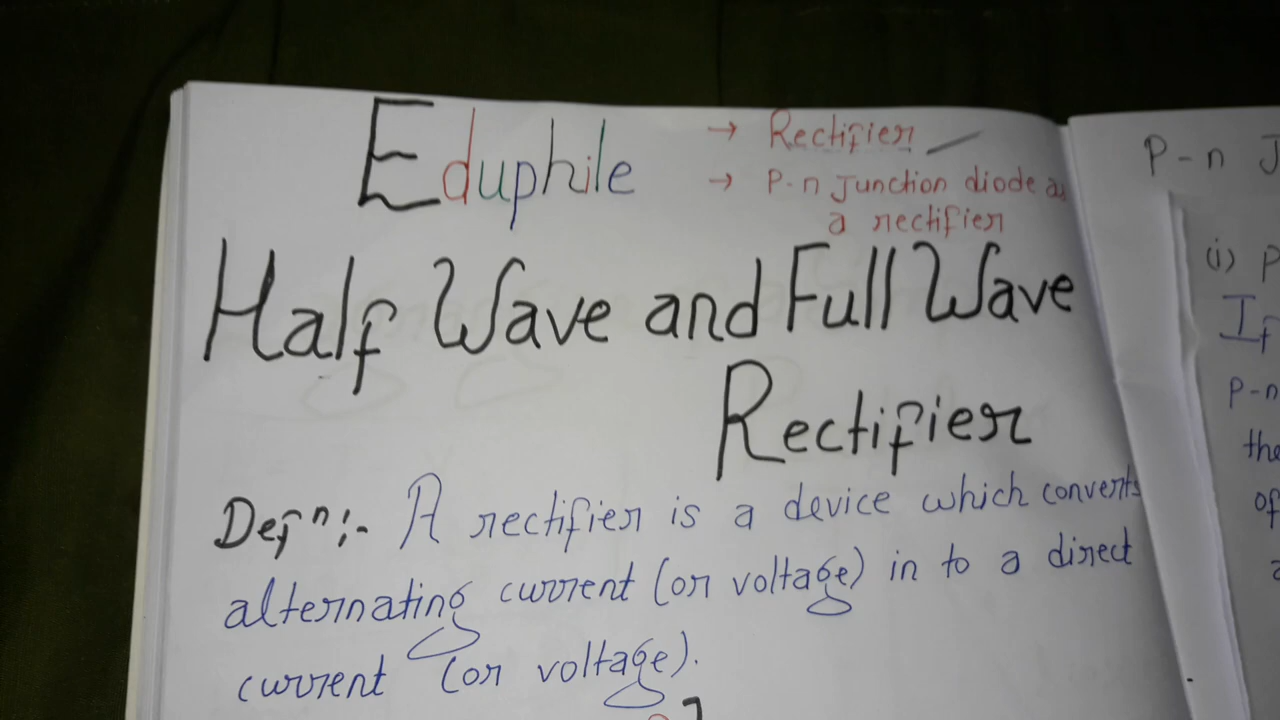 Eduphile
→ Rectifier
→ P-n Junction diode as
a rectifier
Half Wave and Full Wave
Rectifier
Defⁿ:- A rectifier is a device which converts
alternating current (or voltage) in to a direct
current (or voltage).
P-n J
(i) P
If
P-n
the
of